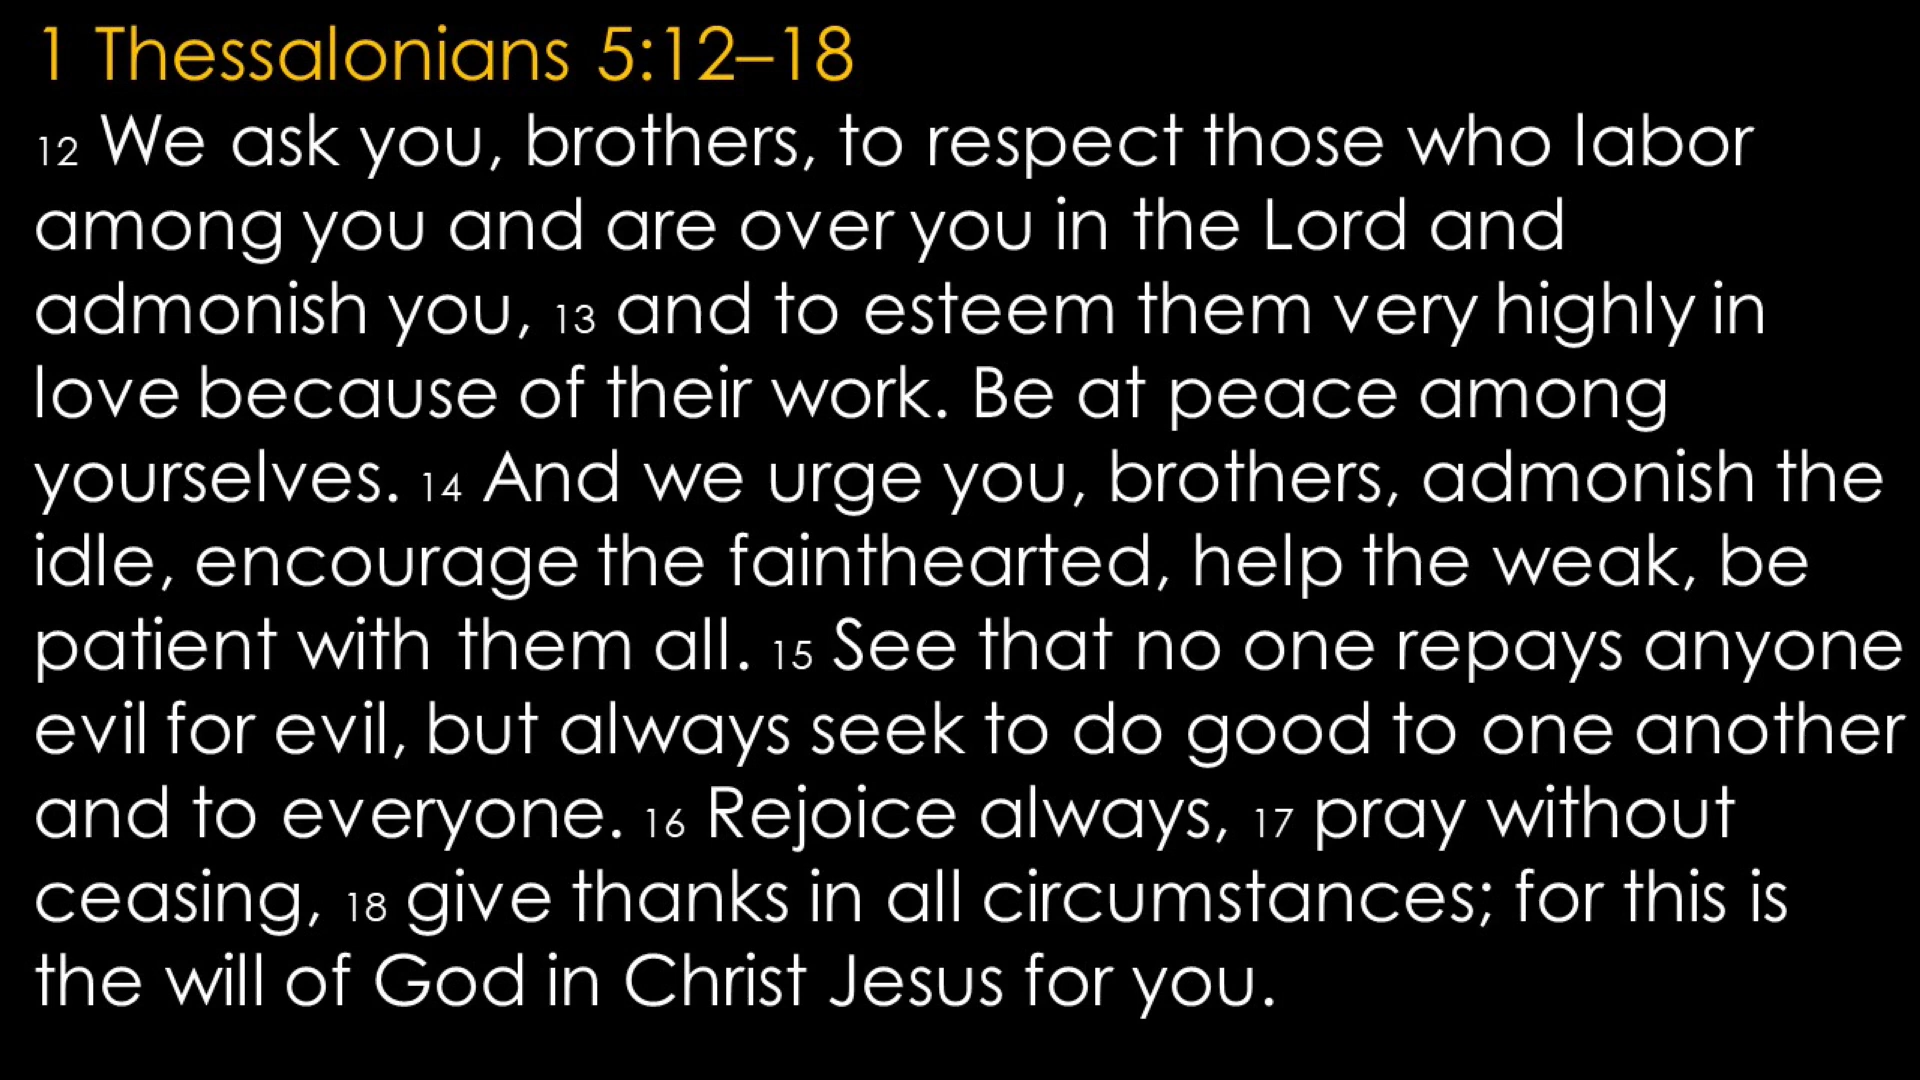 1 Thessalonians 5:12–18
12 We ask you, brothers, to respect those who labor
among you and are over you in the Lord and
admonish you, 13 and to esteem them very highly in
love because of their work. Be at peace among
yourselves. 14 And we urge you, brothers, admonish the
idle, encourage the fainthearted, help the weak, be
patient with them all. 15 See that no one repays anyone
evil for evil, but always seek to do good to one another
and to everyone. 16 Rejoice always, 17 pray without
ceasing, 18 give thanks in all circumstances; for this is
the will of God in Christ Jesus for you.